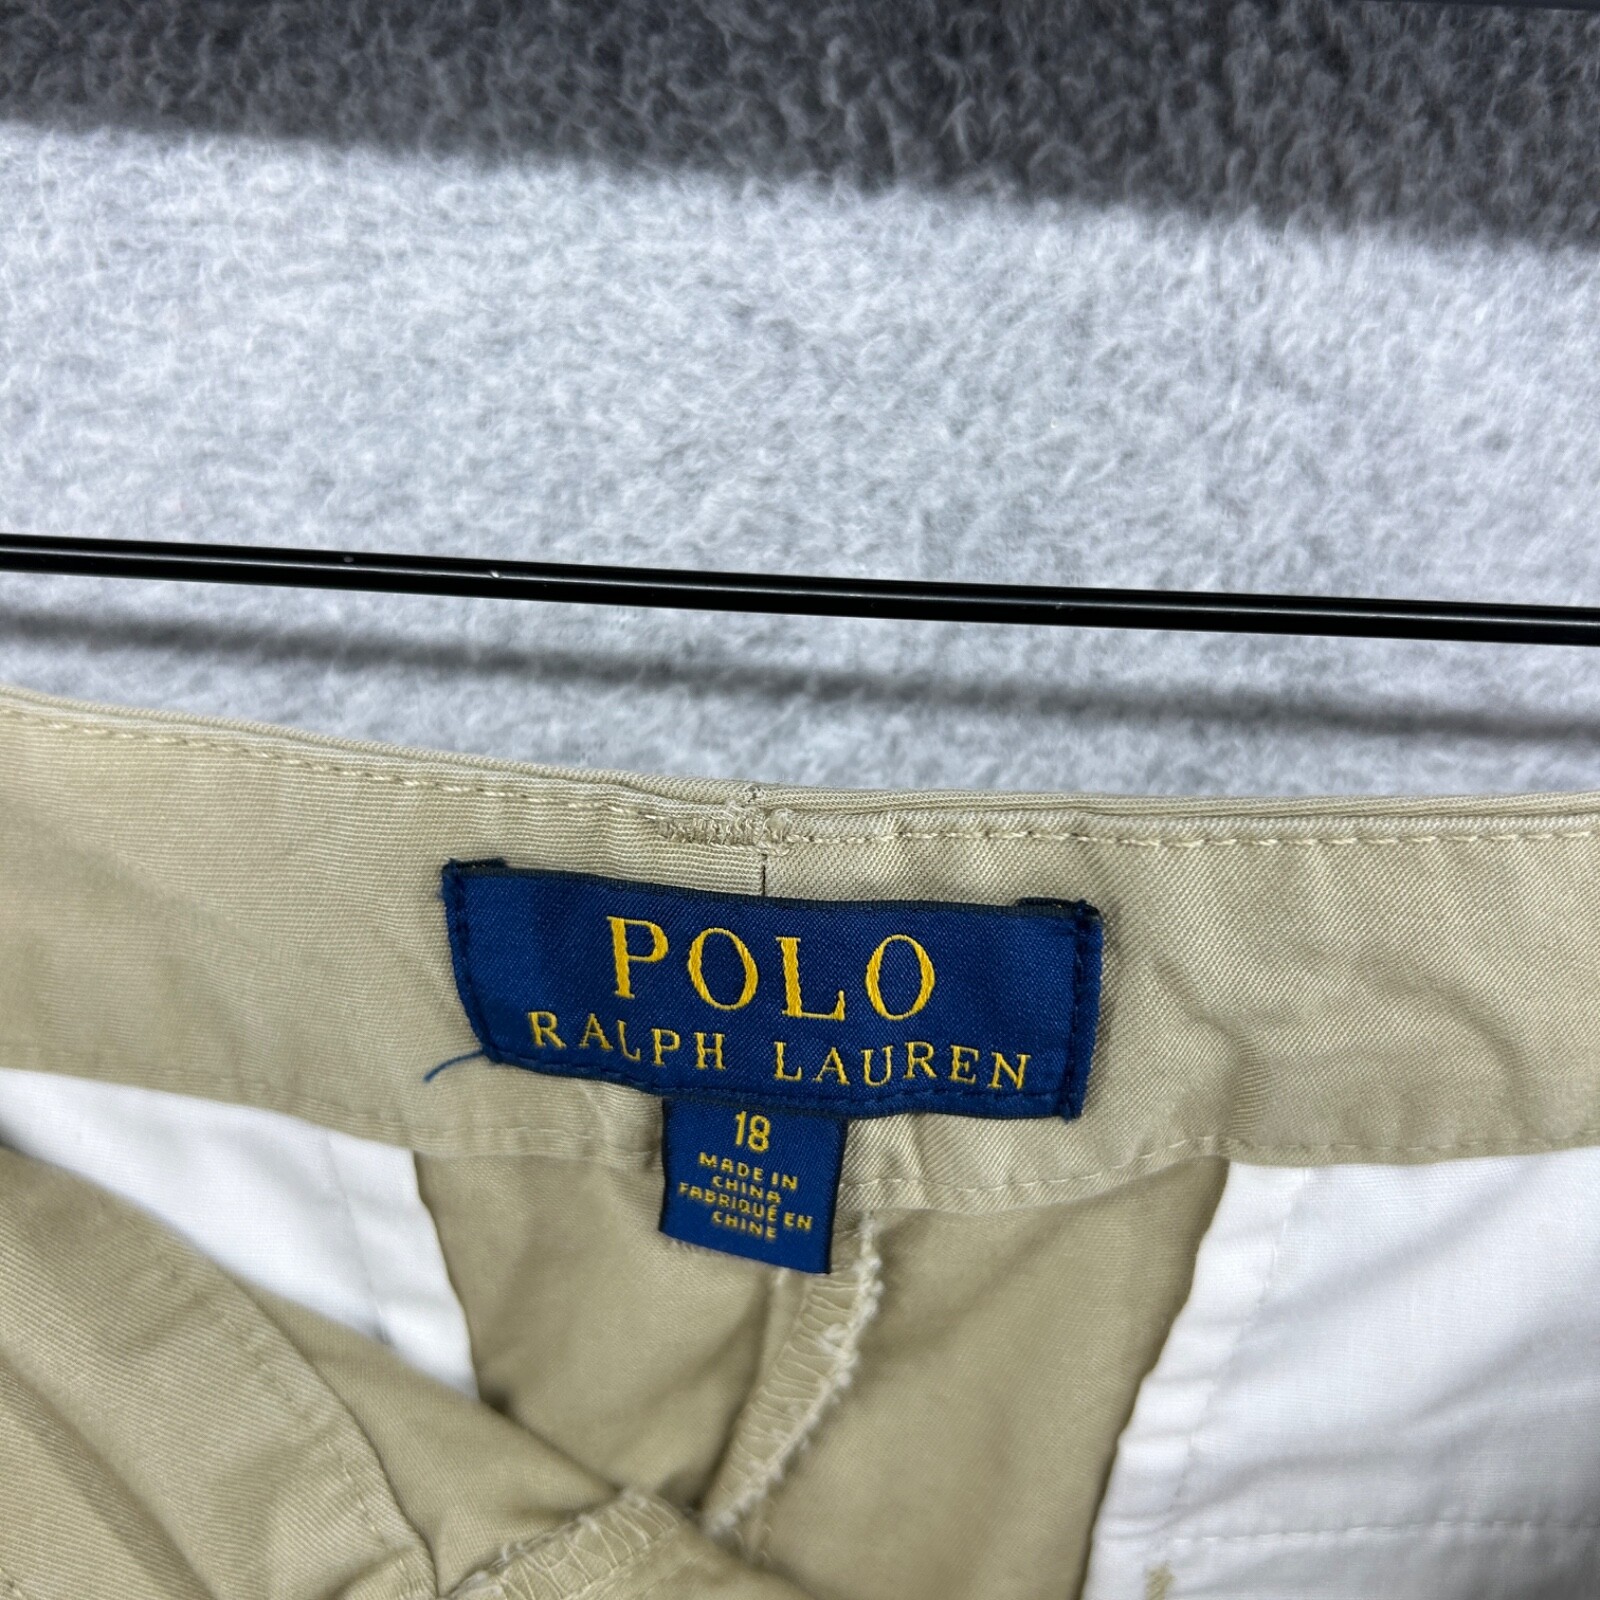 POLO
RALPH LAUREN
18
MADE IN
CHINA
FABRIQUÉ EN
CHINE